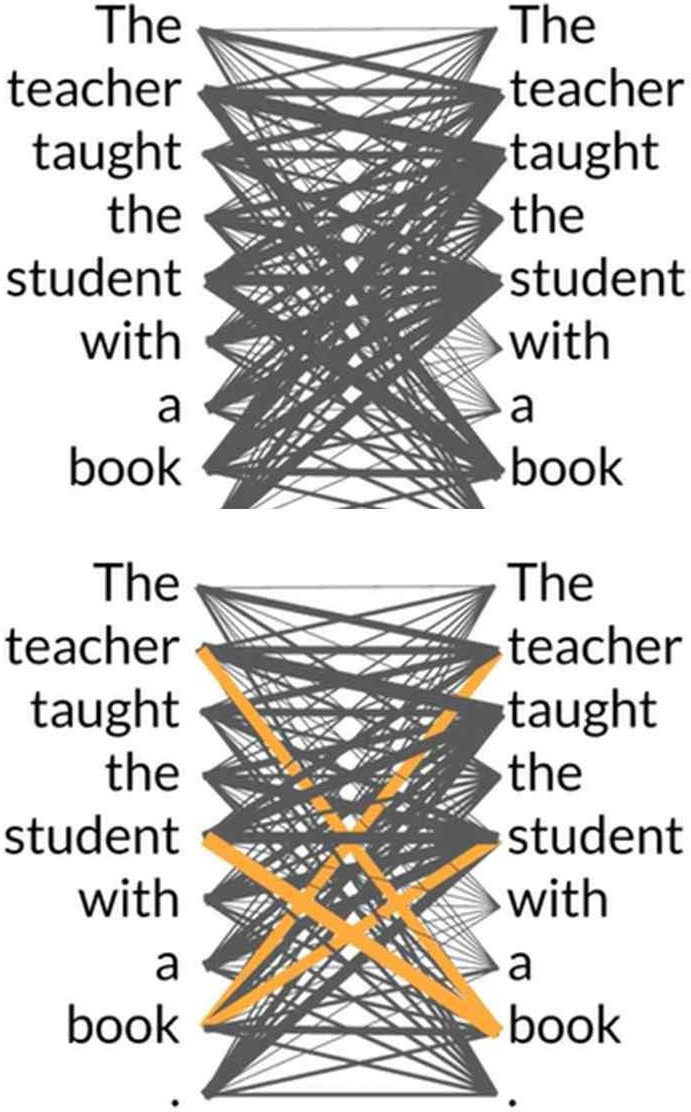 The The
teacher teacher
taught taught
the the
student student
with with
a a
book book
The The
teacher teacher
taught taught
the the
student student
with with
a a
book book
. .